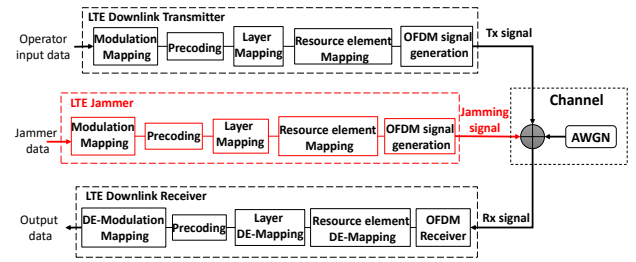 LTE Downlink Transmitter
Operator
input data
Modulation
Mapping
Precoding
Layer
Mapping
Resource element
Mapping
OFDM signal
generation
Tx signal
LTE Jammer
Jammer
data
Modulation
Mapping
Precoding
Layer
Mapping
Resource element
Mapping
OFDM signal
generation
Jamming
signal
Channel
AWGN
LTE Downlink Receiver
Output
data
DE-Modulation
Mapping
Precoding
Layer
DE-Mapping
Resource element
DE-Mapping
OFDM
Receiver
Rx signal